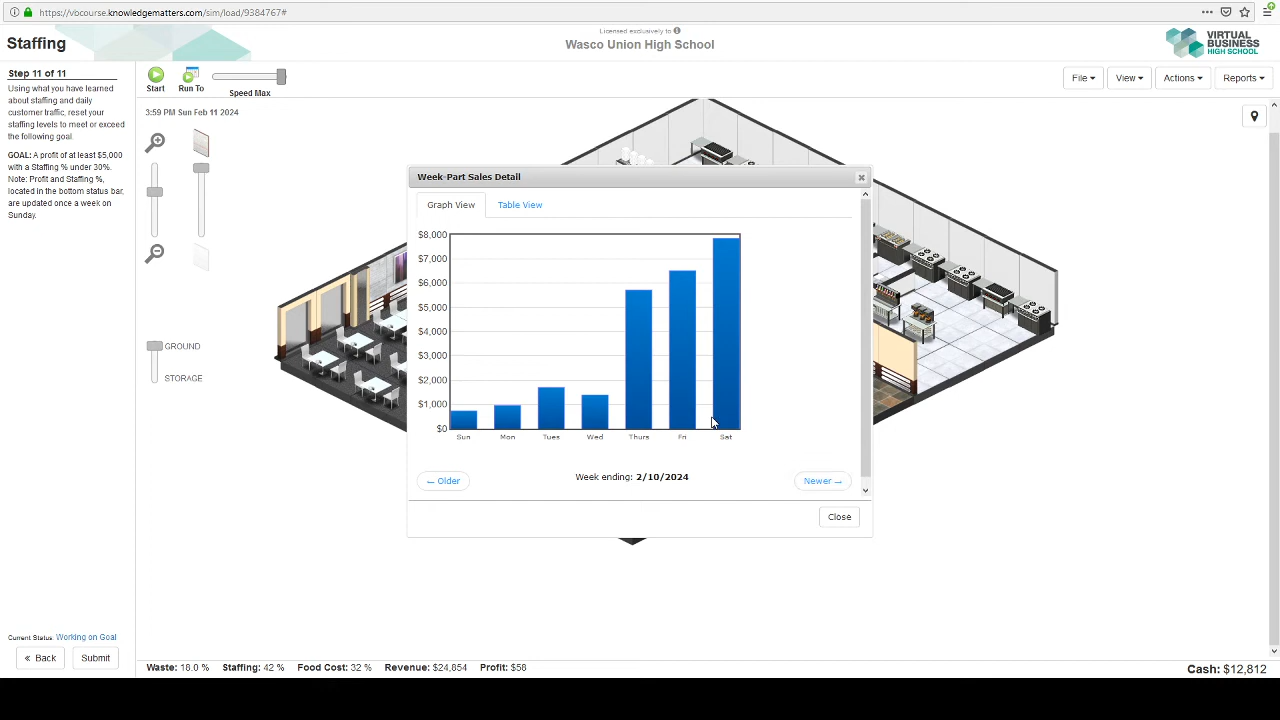 https://vbcourse.knowledgematters.com/sim/load/9384767#
Staffing
Licensed exclusively to
Wasco Union High School
VIRTUAL
BUSINESS
HIGH SCHOOL
Step 11 of 11
Using what you have learned
about staffing and daily
customer traffic, reset your
staffing levels to meet or exceed
the following goal.
GOAL: A profit of at least $5,000
with a Staffing % under 30%.
Note: Profit and Staffing %,
located in the bottom status bar,
are updated once a week on
Sunday.
Start
Run To
Speed Max
File
View
Actions
Reports
3:59 PM Sun Feb 11 2024
GROUND
STORAGE
Week-Part Sales Detail
Graph View
Table View
$8,000
$7,000
$6,000
$5,000
$4,000
$3,000
$2,000
$1,000
$0
Sun Mon Tues Wed Thurs Fri Sat
← Older
Week ending: 2/10/2024
Newer →
Close
Current Status: Working on Goal
« Back
Submit
Waste: 18.0 % Staffing: 42 % Food Cost: 32 % Revenue: $24,854 Profit: $58
Cash: $12,812